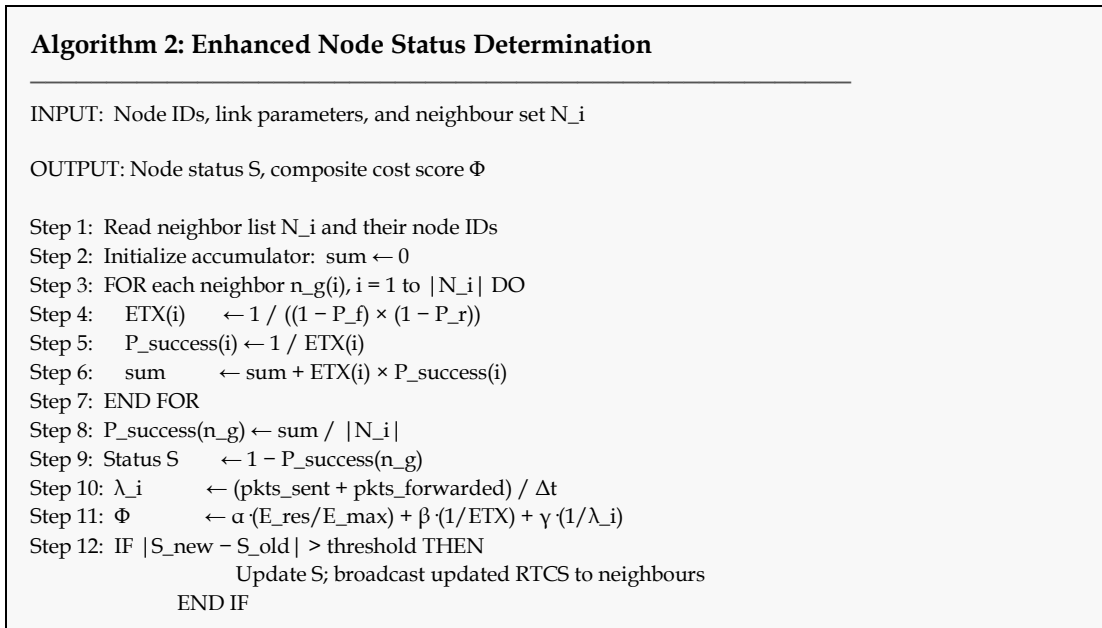 Algorithm 2: Enhanced Node Status Determination
INPUT: Node IDs, link parameters, and neighbour set N_i
OUTPUT: Node status S, composite cost score Φ
Step 1: Read neighbor list N_i and their node IDs
Step 2: Initialize accumulator: sum ← 0
Step 3: FOR each neighbor n_g(i), i = 1 to |N_i| DO
Step 4: ETX(i) ← 1 / ((1 − P_f) × (1 − P_r))
Step 5: P_success(i) ← 1 / ETX(i)
Step 6: sum ← sum + ETX(i) × P_success(i)
Step 7: END FOR
Step 8: P_success(n_g) ← sum / |N_i|
Step 9: Status S ← 1 − P_success(n_g)
Step 10: λ_i ← (pkts_sent + pkts_forwarded) / Δt
Step 11: Φ ← α·(E_res/E_max) + β·(1/ETX) + γ·(1/λ_i)
Step 12: IF |S_new − S_old| > threshold THEN
Update S; broadcast updated RTCS to neighbours
END IF